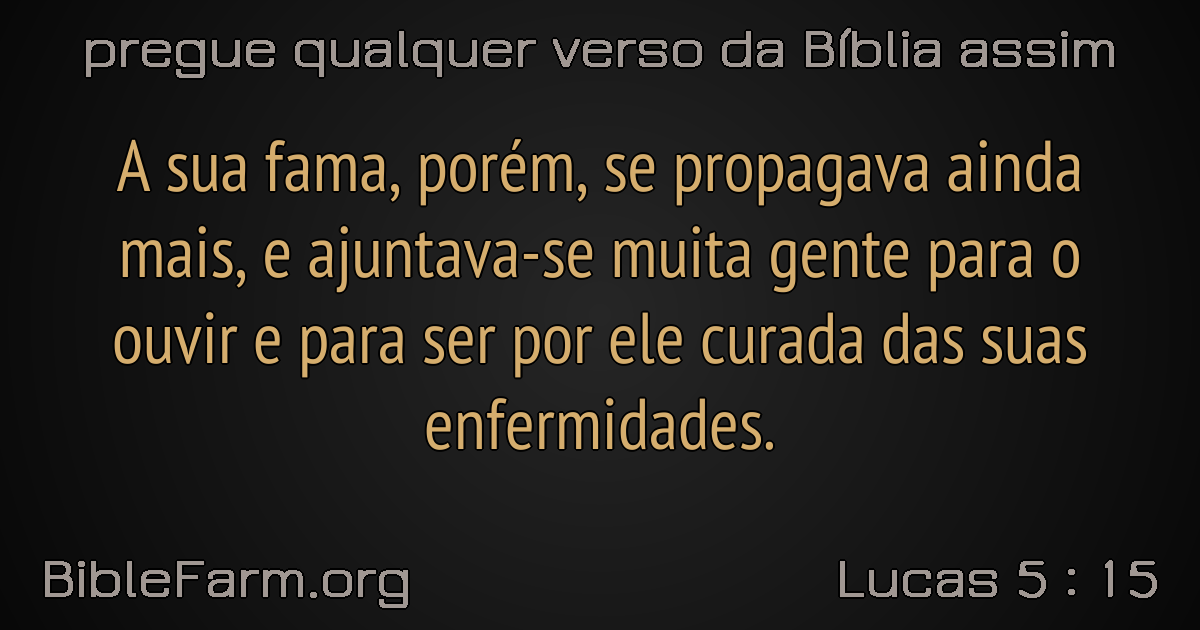 pregue qualquer verso da Bíblia assim
A sua fama, porém, se propagava ainda
mais, e ajuntava-se muita gente para o
ouvir e para ser por ele curada das suas
enfermidades.
BibleFarm.org
Lucas 5 : 15